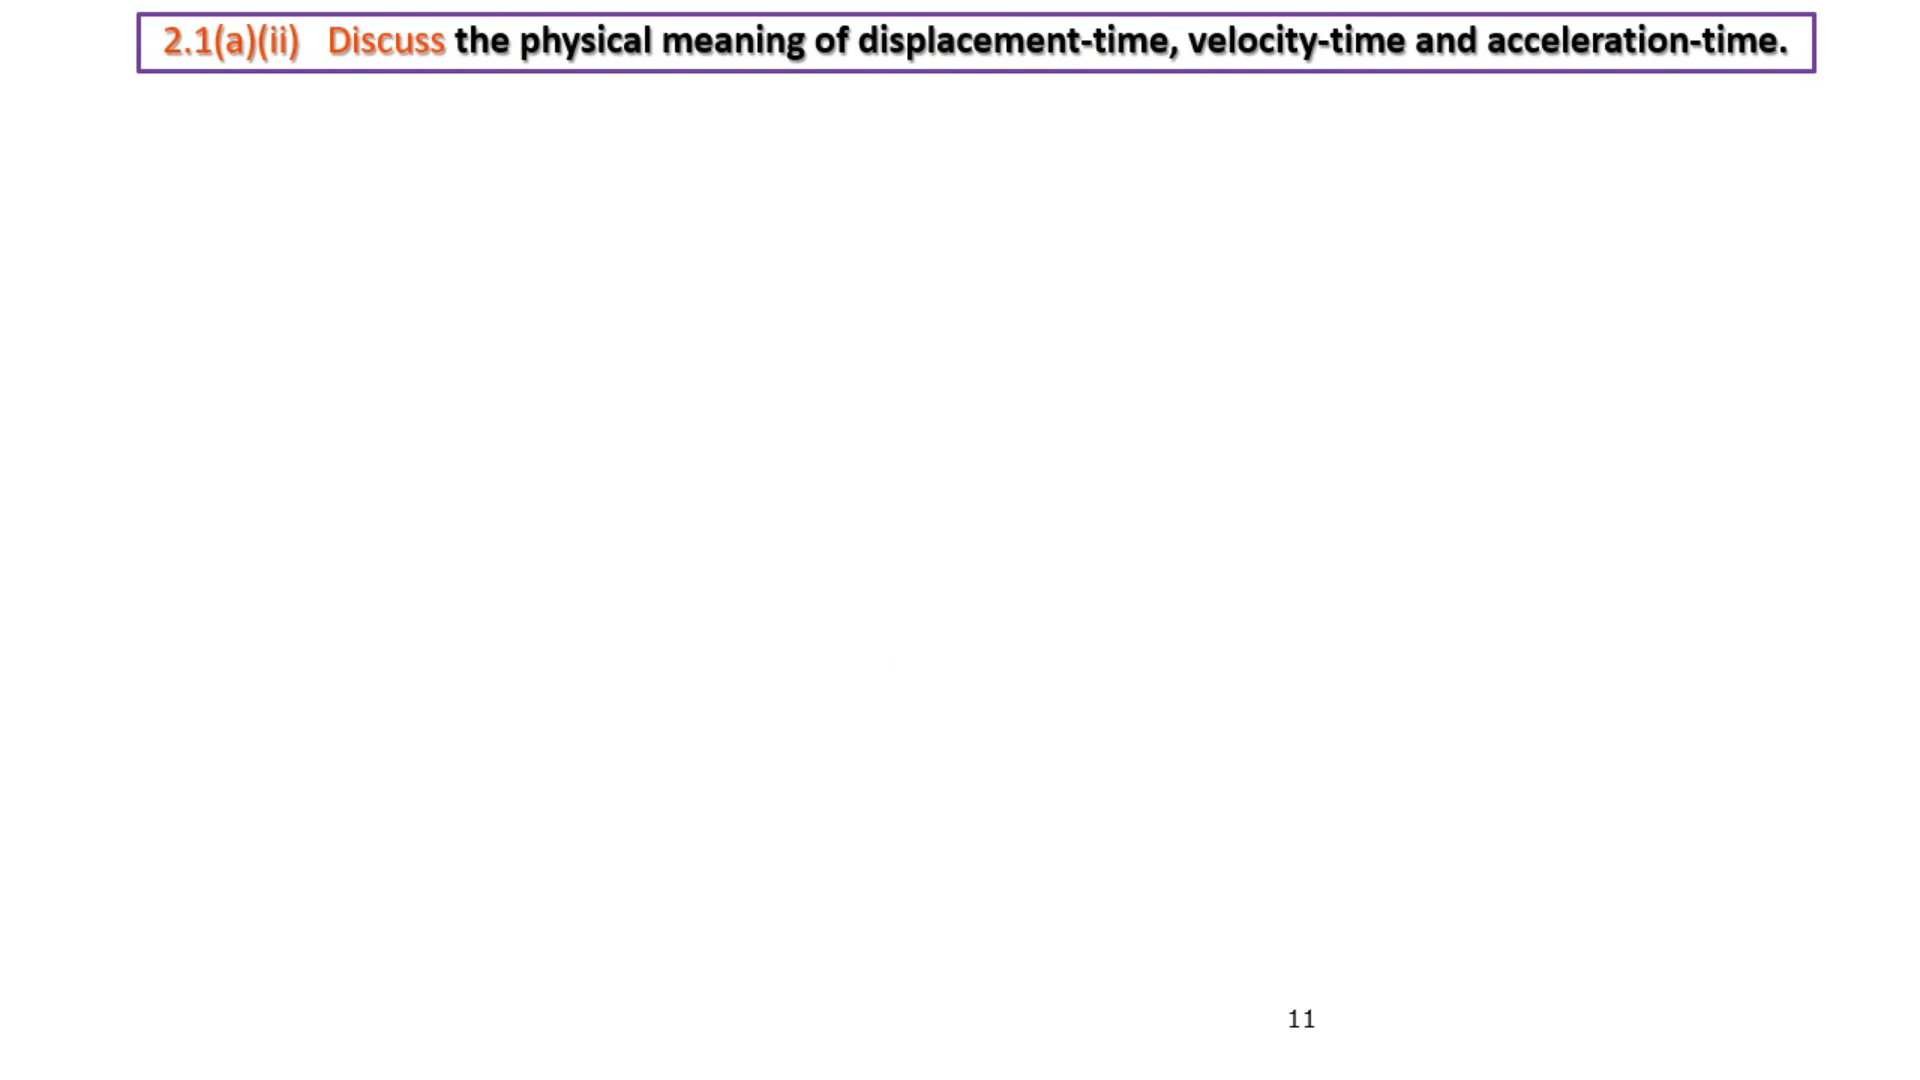 2.1(a)(ii) Discuss the physical meaning of displacement-time, velocity-time and acceleration-time.
11